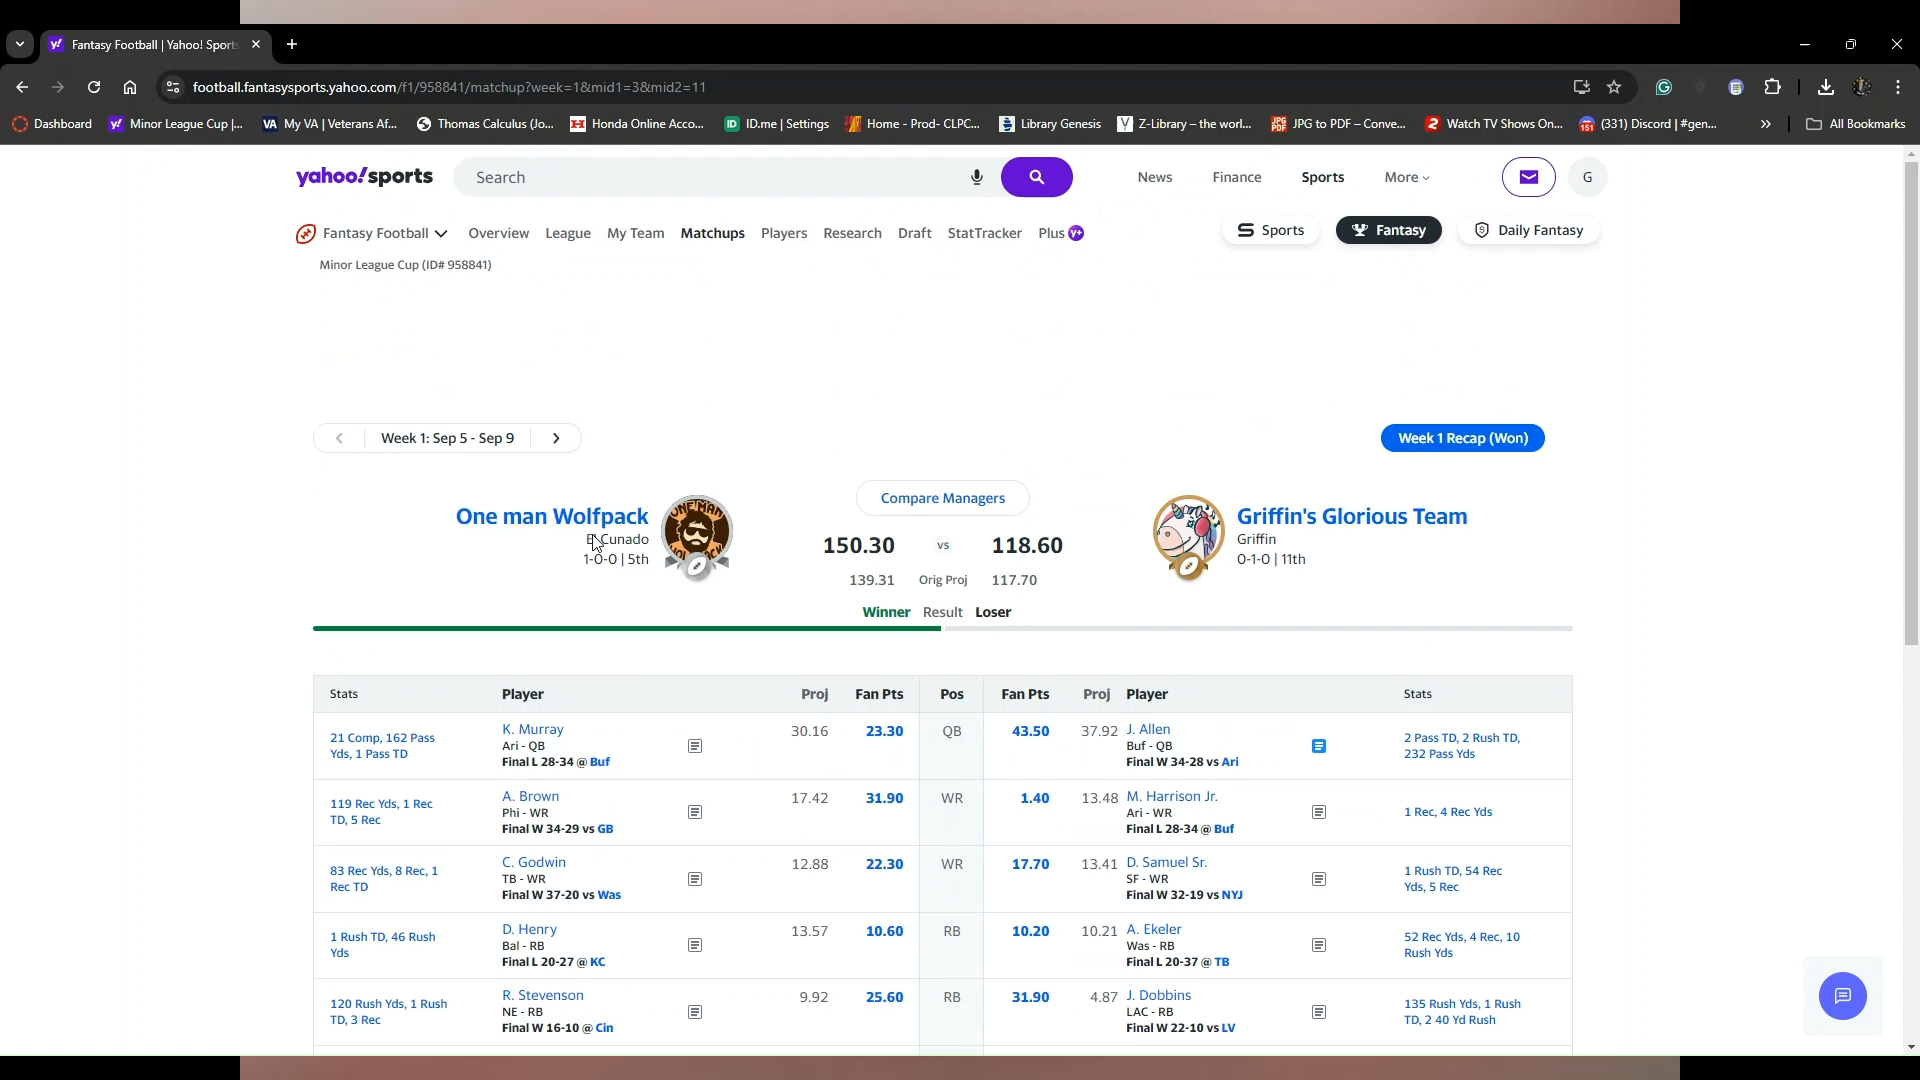 Fantasy Football | Yahoo! Sports
football.fantasysports.yahoo.com/f1/958841/matchup?week=1&mid1=3&mid2=11
Dashboard Minor League Cup |... My VA | Veterans Af... Thomas Calculus (Jo... Honda Online Acco... ID.me | Settings Home - Prod- CLPC... Library Genesis Z-Library – the worl... JPG to PDF – Conve... Watch TV Shows On... (331) Discord | #gen... » All Bookmarks
yahoo!sports Search News Finance Sports More G
Fantasy Football Overview League My Team Matchups Players Research Draft StatTracker Plus Y+ Sports Fantasy Daily Fantasy
Minor League Cup (ID# 958841)
Week 1: Sep 5 - Sep 9 Week 1 Recap (Won)
Compare Managers
One man Wolfpack Griffin's Glorious Team
Cunado Griffin
1-0-0 | 5th 0-1-0 | 11th
ONE MAN
150.30 vs 118.60
139.31 Orig Proj 117.70
Winner Result Loser
Stats Player Proj Fan Pts Pos Fan Pts Proj Player Stats
21 Comp, 162 Pass K. Murray 30.16 23.30 QB 43.50 37.92 J. Allen 2 Pass TD, 2 Rush TD,
Yds, 1 Pass TD Ari - QB Buf - QB 232 Pass Yds
Final L 28-34 @ Buf Final W 34-28 vs Ari
119 Rec Yds, 1 Rec A. Brown 17.42 31.90 WR 1.40 13.48 M. Harrison Jr. 1 Rec, 4 Rec Yds
TD, 5 Rec Phi - WR Ari - WR
Final W 34-29 vs GB Final L 28-34 @ Buf
83 Rec Yds, 8 Rec, 1 C. Godwin 12.88 22.30 WR 17.70 13.41 D. Samuel Sr. 1 Rush TD, 54 Rec
Rec TD TB - WR SF - WR Yds, 5 Rec
Final W 37-20 vs Was Final W 32-19 vs NYJ
1 Rush TD, 46 Rush D. Henry 13.57 10.60 RB 10.20 10.21 A. Ekeler 52 Rec Yds, 4 Rec, 10
Yds Bal - RB Was - RB Rush Yds
Final L 20-27 @ KC Final L 20-37 @ TB
120 Rush Yds, 1 Rush R. Stevenson 9.92 25.60 RB 31.90 4.87 J. Dobbins 135 Rush Yds, 1 Rush
TD, 3 Rec NE - RB LAC - RB TD, 2 40 Yd Rush
Final W 16-10 @ Cin Final W 22-10 vs LV